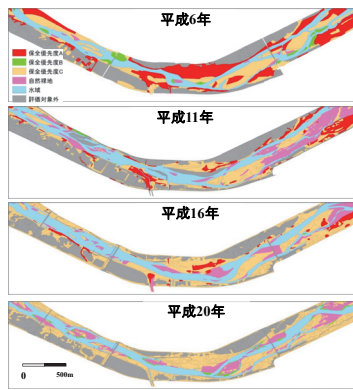 平成6年
保全優先度A
保全優先度B
保全優先度C
自然裸地
水域
評価対象外
平成11年
平成16年
平成20年
0 500m